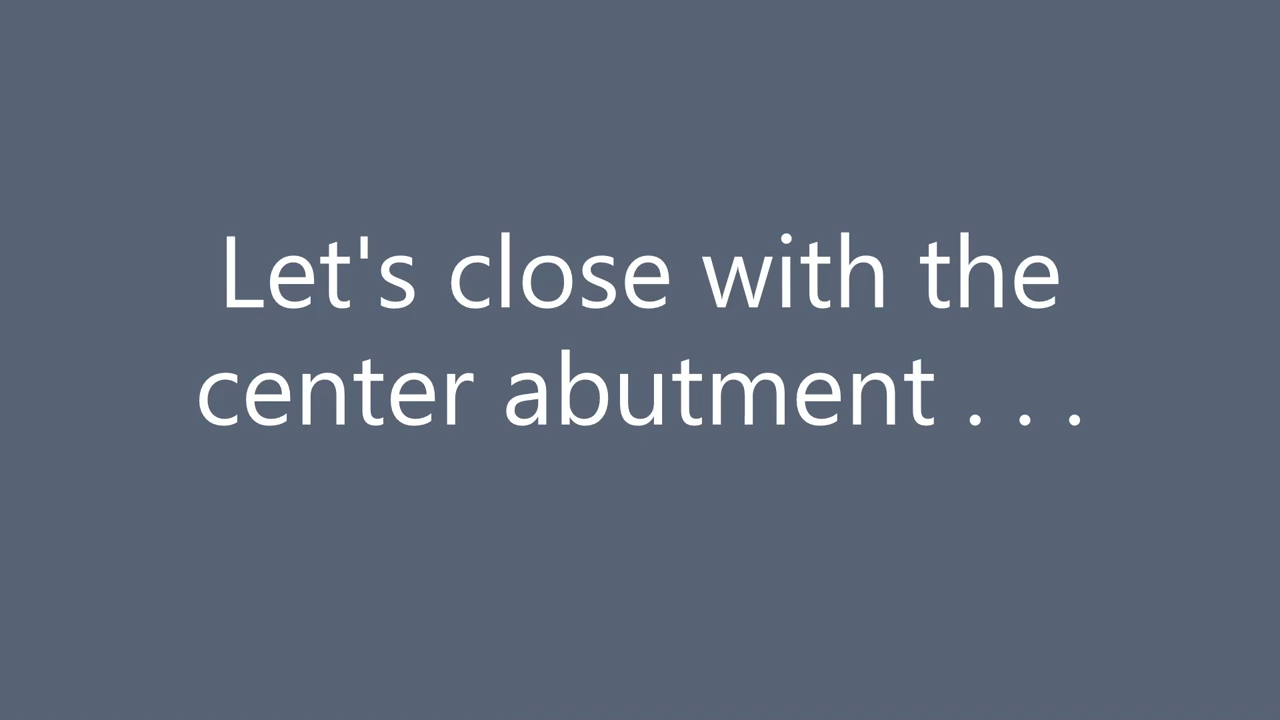 Let's close with the
center abutment . . .